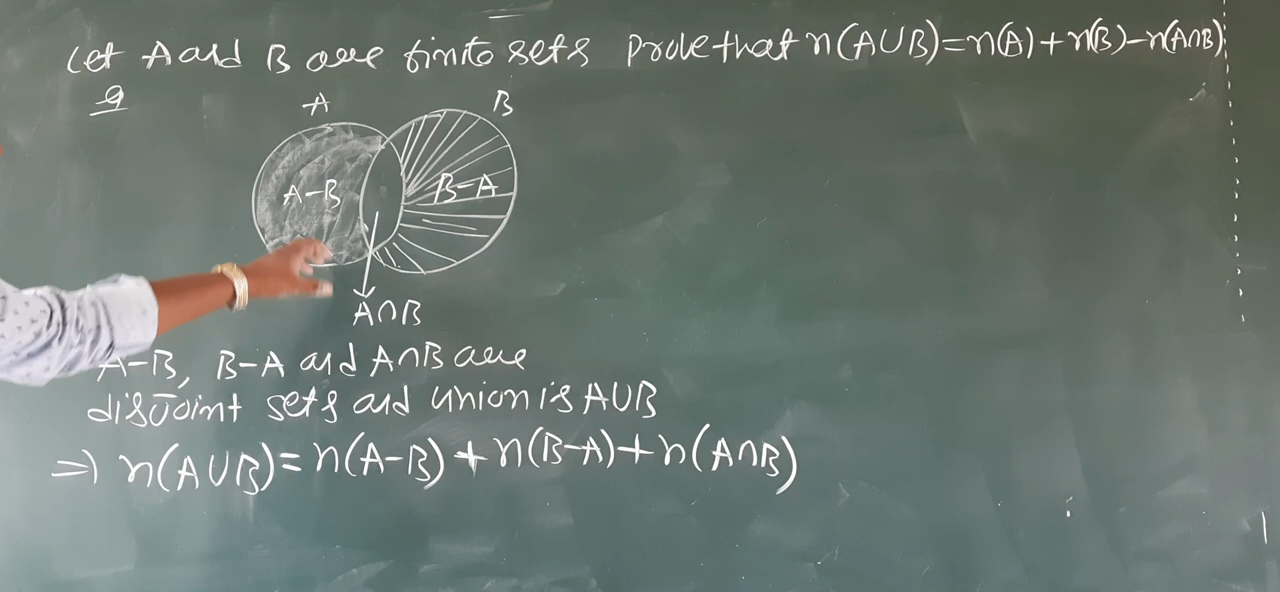 Let A and B are finite sets Prove that n(A∪B)=n(A)+n(B)-n(A∩B)
A
B
A-B
B-A
A∩B
A-B, B-A and A∩B are
disjoint sets and union is A∪B
⇒ n(A∪B)=n(A-B)+n(B-A)+n(A∩B)